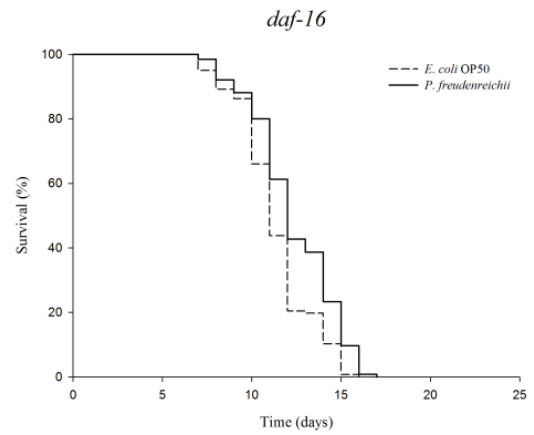 daf-16
E. coli OP50
P. freudenreichii
100
80
60
40
20
0
Survival (%)
0 5 10 15 20 25
Time (days)